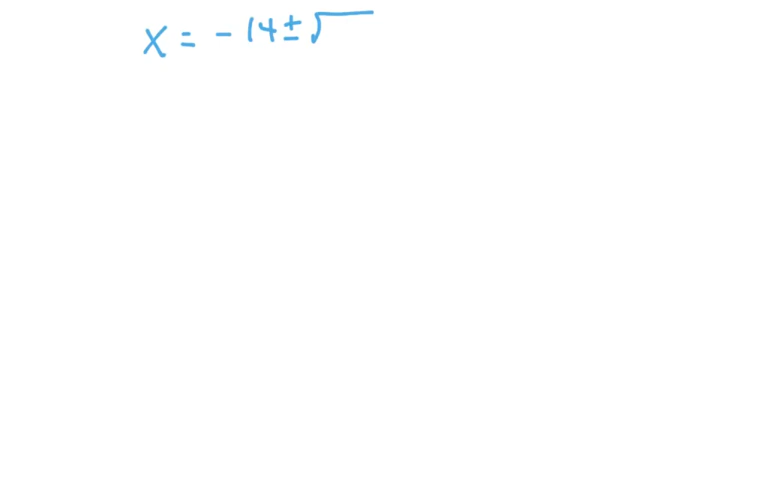 x = - 14 ± √